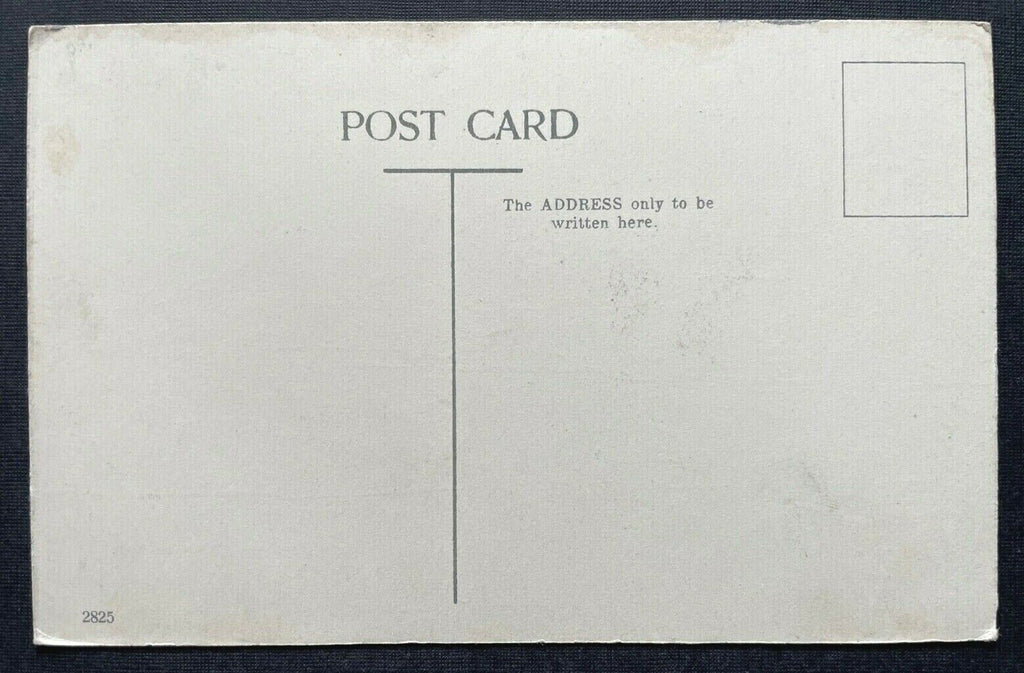 POST CARD
The ADDRESS only to be
written here.
2825